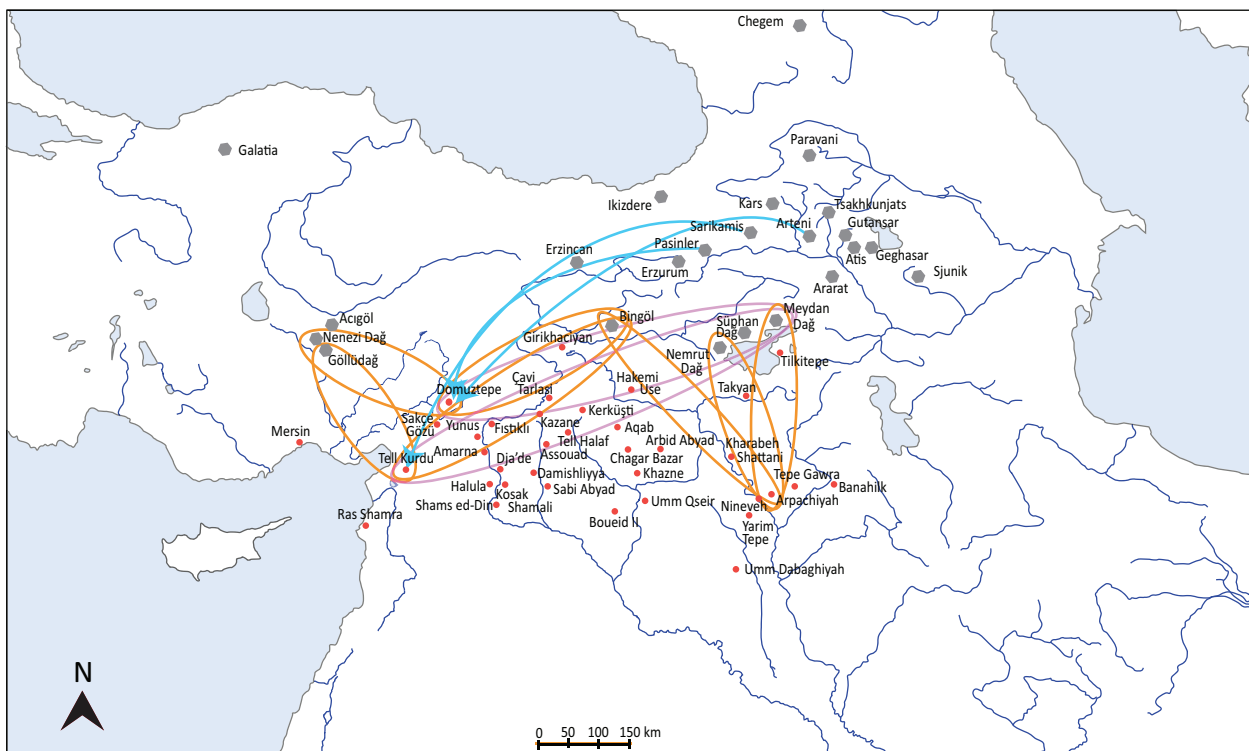 Chegem
Galatia
Paravani
Ikizdere
Kars
Tsakhkunjats
Sarikamis
Arteni
Gutansar
Pasinler
Erzincan
Atis
Geghasar
Erzurum
Ararat
Sjunik
Meydan
Dağ
Acıgöl
Bingöl
Süphan
Dağ
Nenezi Dağ
Girikhaciyan
Göllüdağ
Nemrut
Dağ
Tilkitepe
Çavi
Tarlasi
Hakemi
Use
Domuztepe
Takyan
Sakçe
Gözü
Yunus
Fıstıklı
Kazane
Kerküşti
Mersin
Aqab
Amarna
Tell Halaf
Arbid Abyad
Kharabeh
Shattani
Tell Kurdu
Dja’de
Assouad
Chagar Bazar
Damishliyya
Khazne
Tepe Gawra
Halula
Kosak
Shamali
Sabi Abyad
Banahilk
Shams ed-Din
Umm Qseir
Nineveh
Arpachiyah
Ras Shamra
Boueid II
Yarim
Tepe
Umm Dabaghiyah
N
0 50 100 150 km